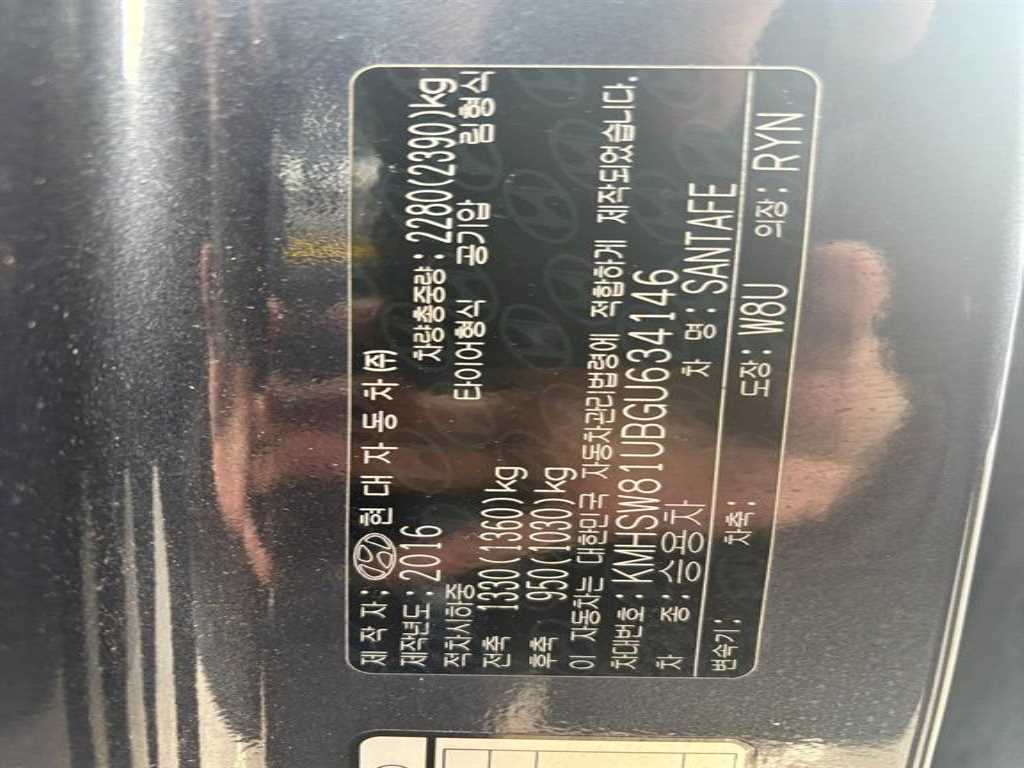 제 작 자: 현 대 자 동 차 (주)
제작년도: 2016 차량총중량: 2280(2390)kg
적차시하중 타이어형식 공기압 림형식
전축 1330(1360)kg
후축 950(1030)kg
이 자동차는 대한민국 자동차관리법령에 적합하게 제작되었습니다.
차대번호: KMHSW81UBGU634146
차 종: 승용차 차 명: SANTAFE
변속기: 차축: 도장: W8U 의장: RYN